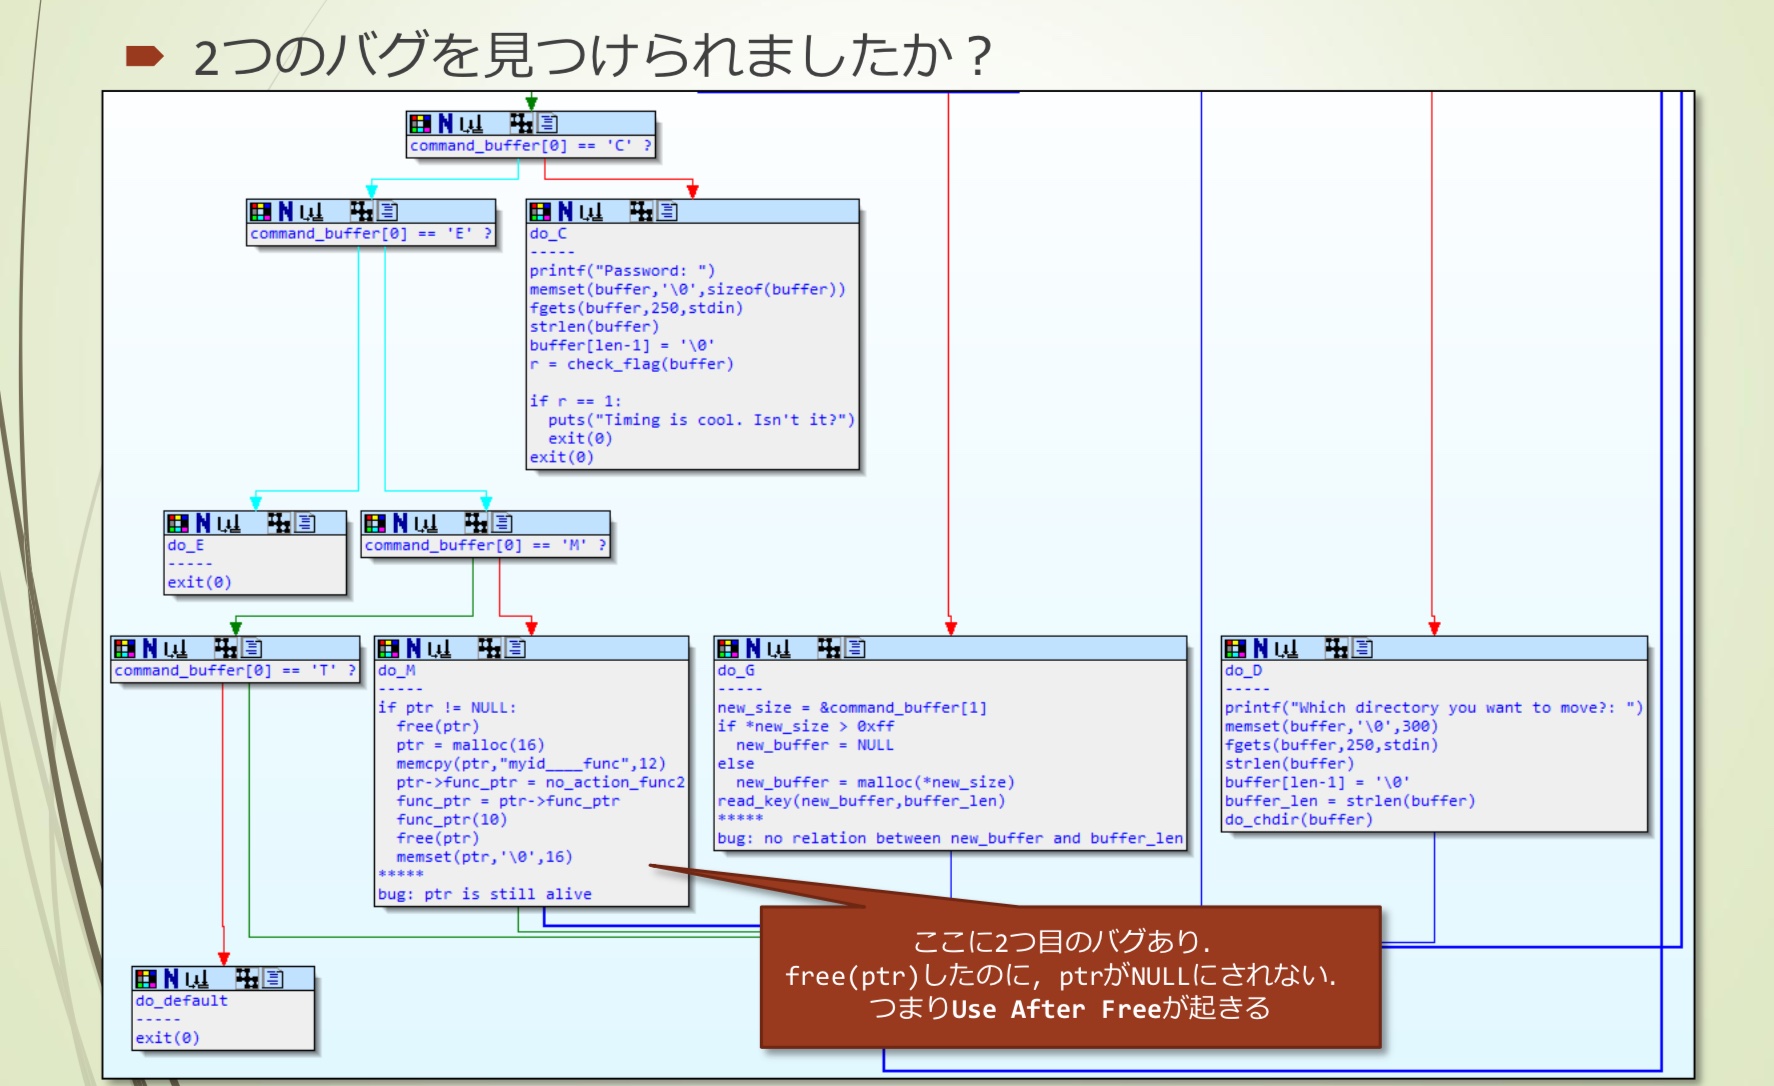 2つのバグを見つけられましたか？
command_buffer[0] == 'C' ?
command_buffer[0] == 'E' ?
do_C
-----
printf("Password: ")
memset(buffer,'\0',sizeof(buffer))
fgets(buffer,250,stdin)
strlen(buffer)
buffer[len-1] = '\0'
r = check_flag(buffer)
if r == 1:
puts("Timing is cool. Isn't it?")
exit(0)
exit(0)
do_E
-----
exit(0)
command_buffer[0] == 'M' ?
command_buffer[0] == 'T' ?
do_M
-----
if ptr != NULL:
free(ptr)
ptr = malloc(16)
memcpy(ptr,"myid____func",12)
ptr->func_ptr = no_action_func2
func_ptr = ptr->func_ptr
func_ptr(10)
free(ptr)
memset(ptr,'\0',16)
*****
bug: ptr is still alive
do_G
-----
new_size = &command_buffer[1]
if *new_size > 0xff
new_buffer = NULL
else
new_buffer = malloc(*new_size)
read_key(new_buffer,buffer_len)
*****
bug: no relation between new_buffer and buffer_len
do_D
-----
printf("Which directory you want to move?: ")
memset(buffer,'\0',300)
fgets(buffer,250,stdin)
strlen(buffer)
buffer[len-1] = '\0'
buffer_len = strlen(buffer)
do_chdir(buffer)
ここに2つ目のバグあり.
free(ptr)したのに, ptrがNULLにされない.
つまりUse After Freeが起きる
do_default
-----
exit(0)